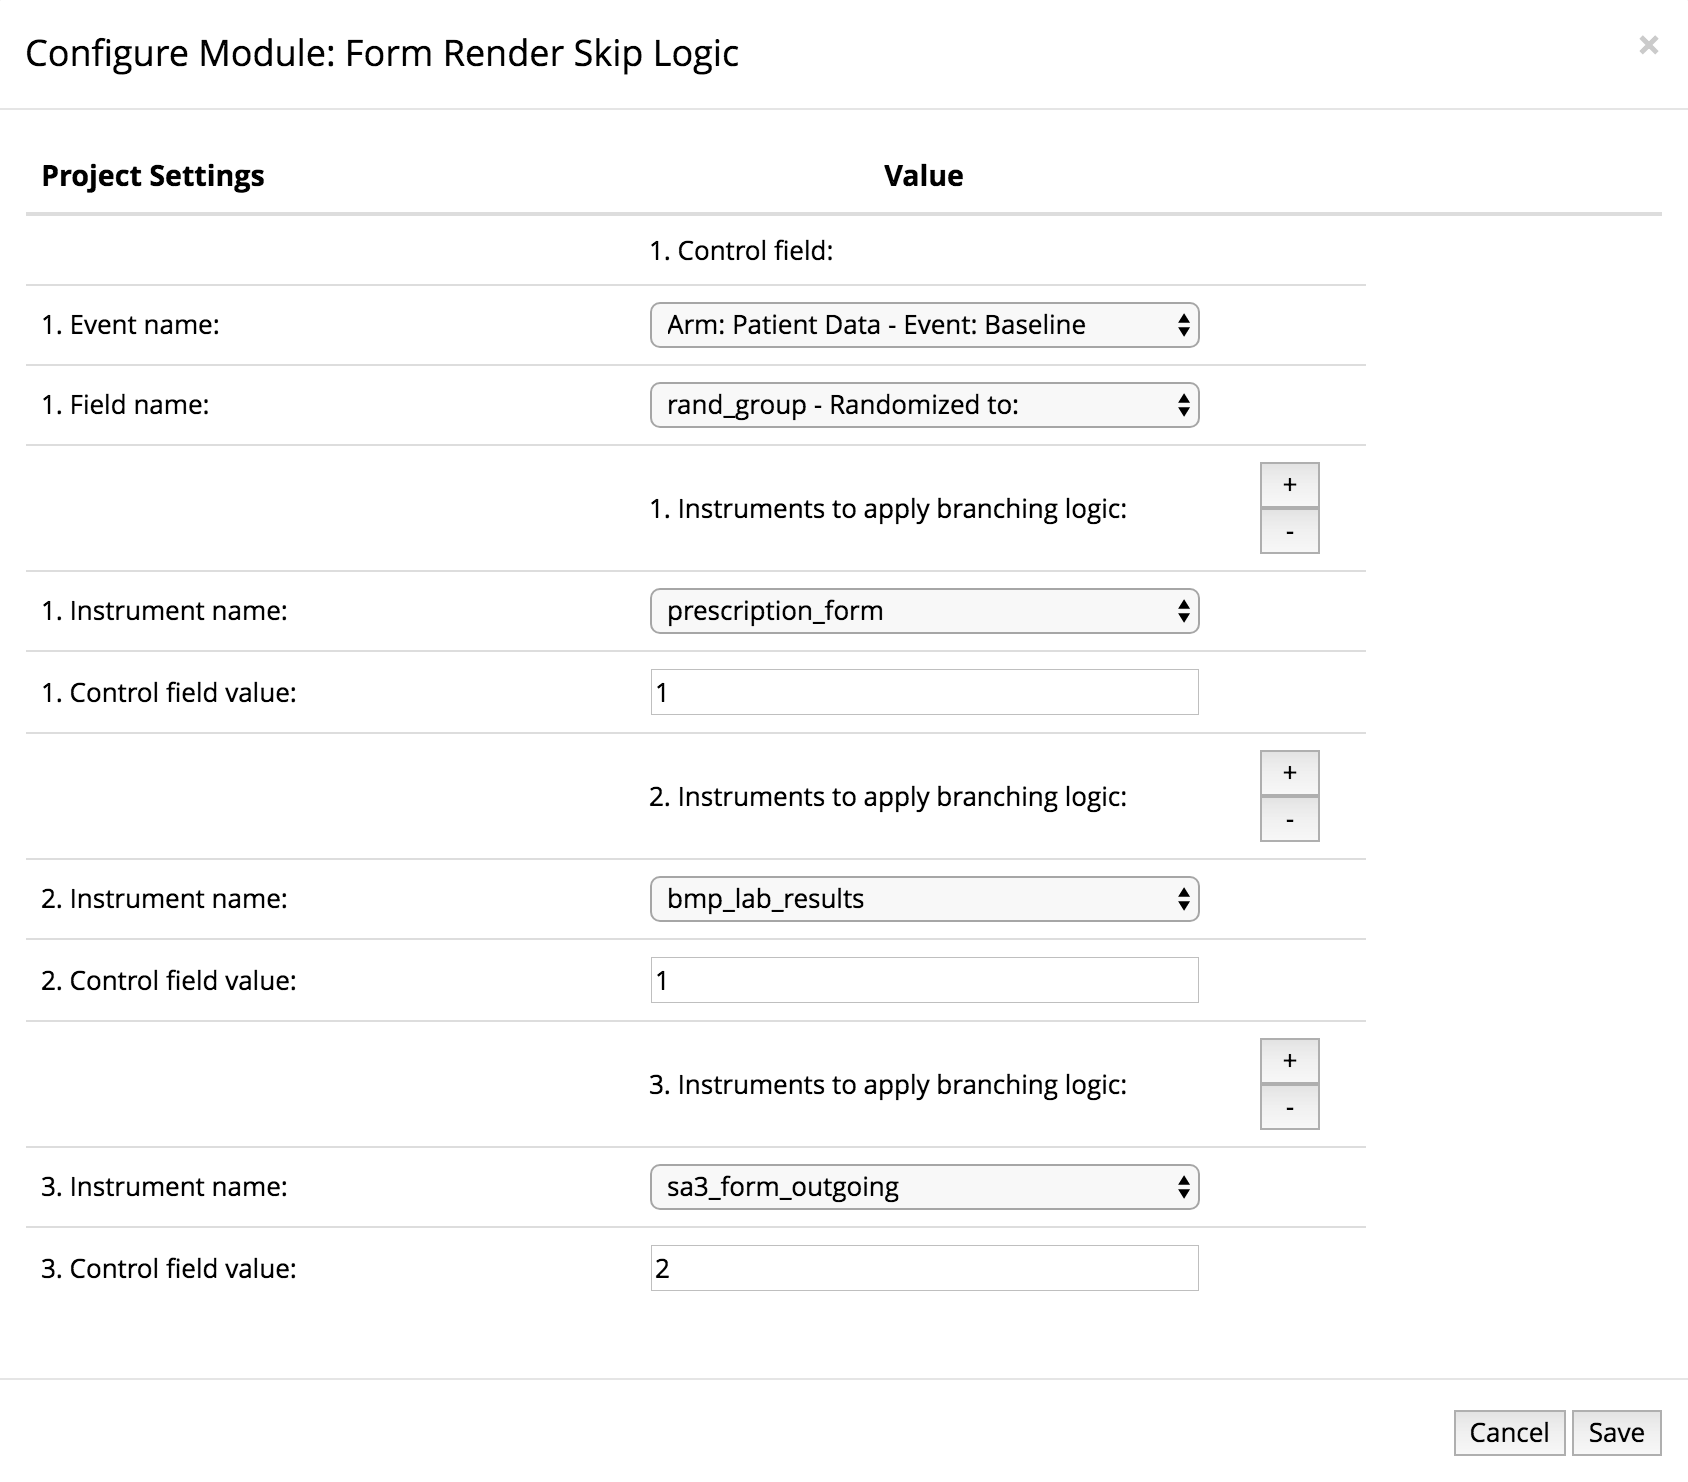 Configure Module: Form Render Skip Logic ×
Project Settings Value
1. Control field:
1. Event name: Arm: Patient Data - Event: Baseline
1. Field name: rand_group - Randomized to:
+
1. Instruments to apply branching logic:
-
1. Instrument name: prescription_form
1. Control field value: 1
+
2. Instruments to apply branching logic:
-
2. Instrument name: bmp_lab_results
2. Control field value: 1
+
3. Instruments to apply branching logic:
-
3. Instrument name: sa3_form_outgoing
3. Control field value: 2
Cancel Save